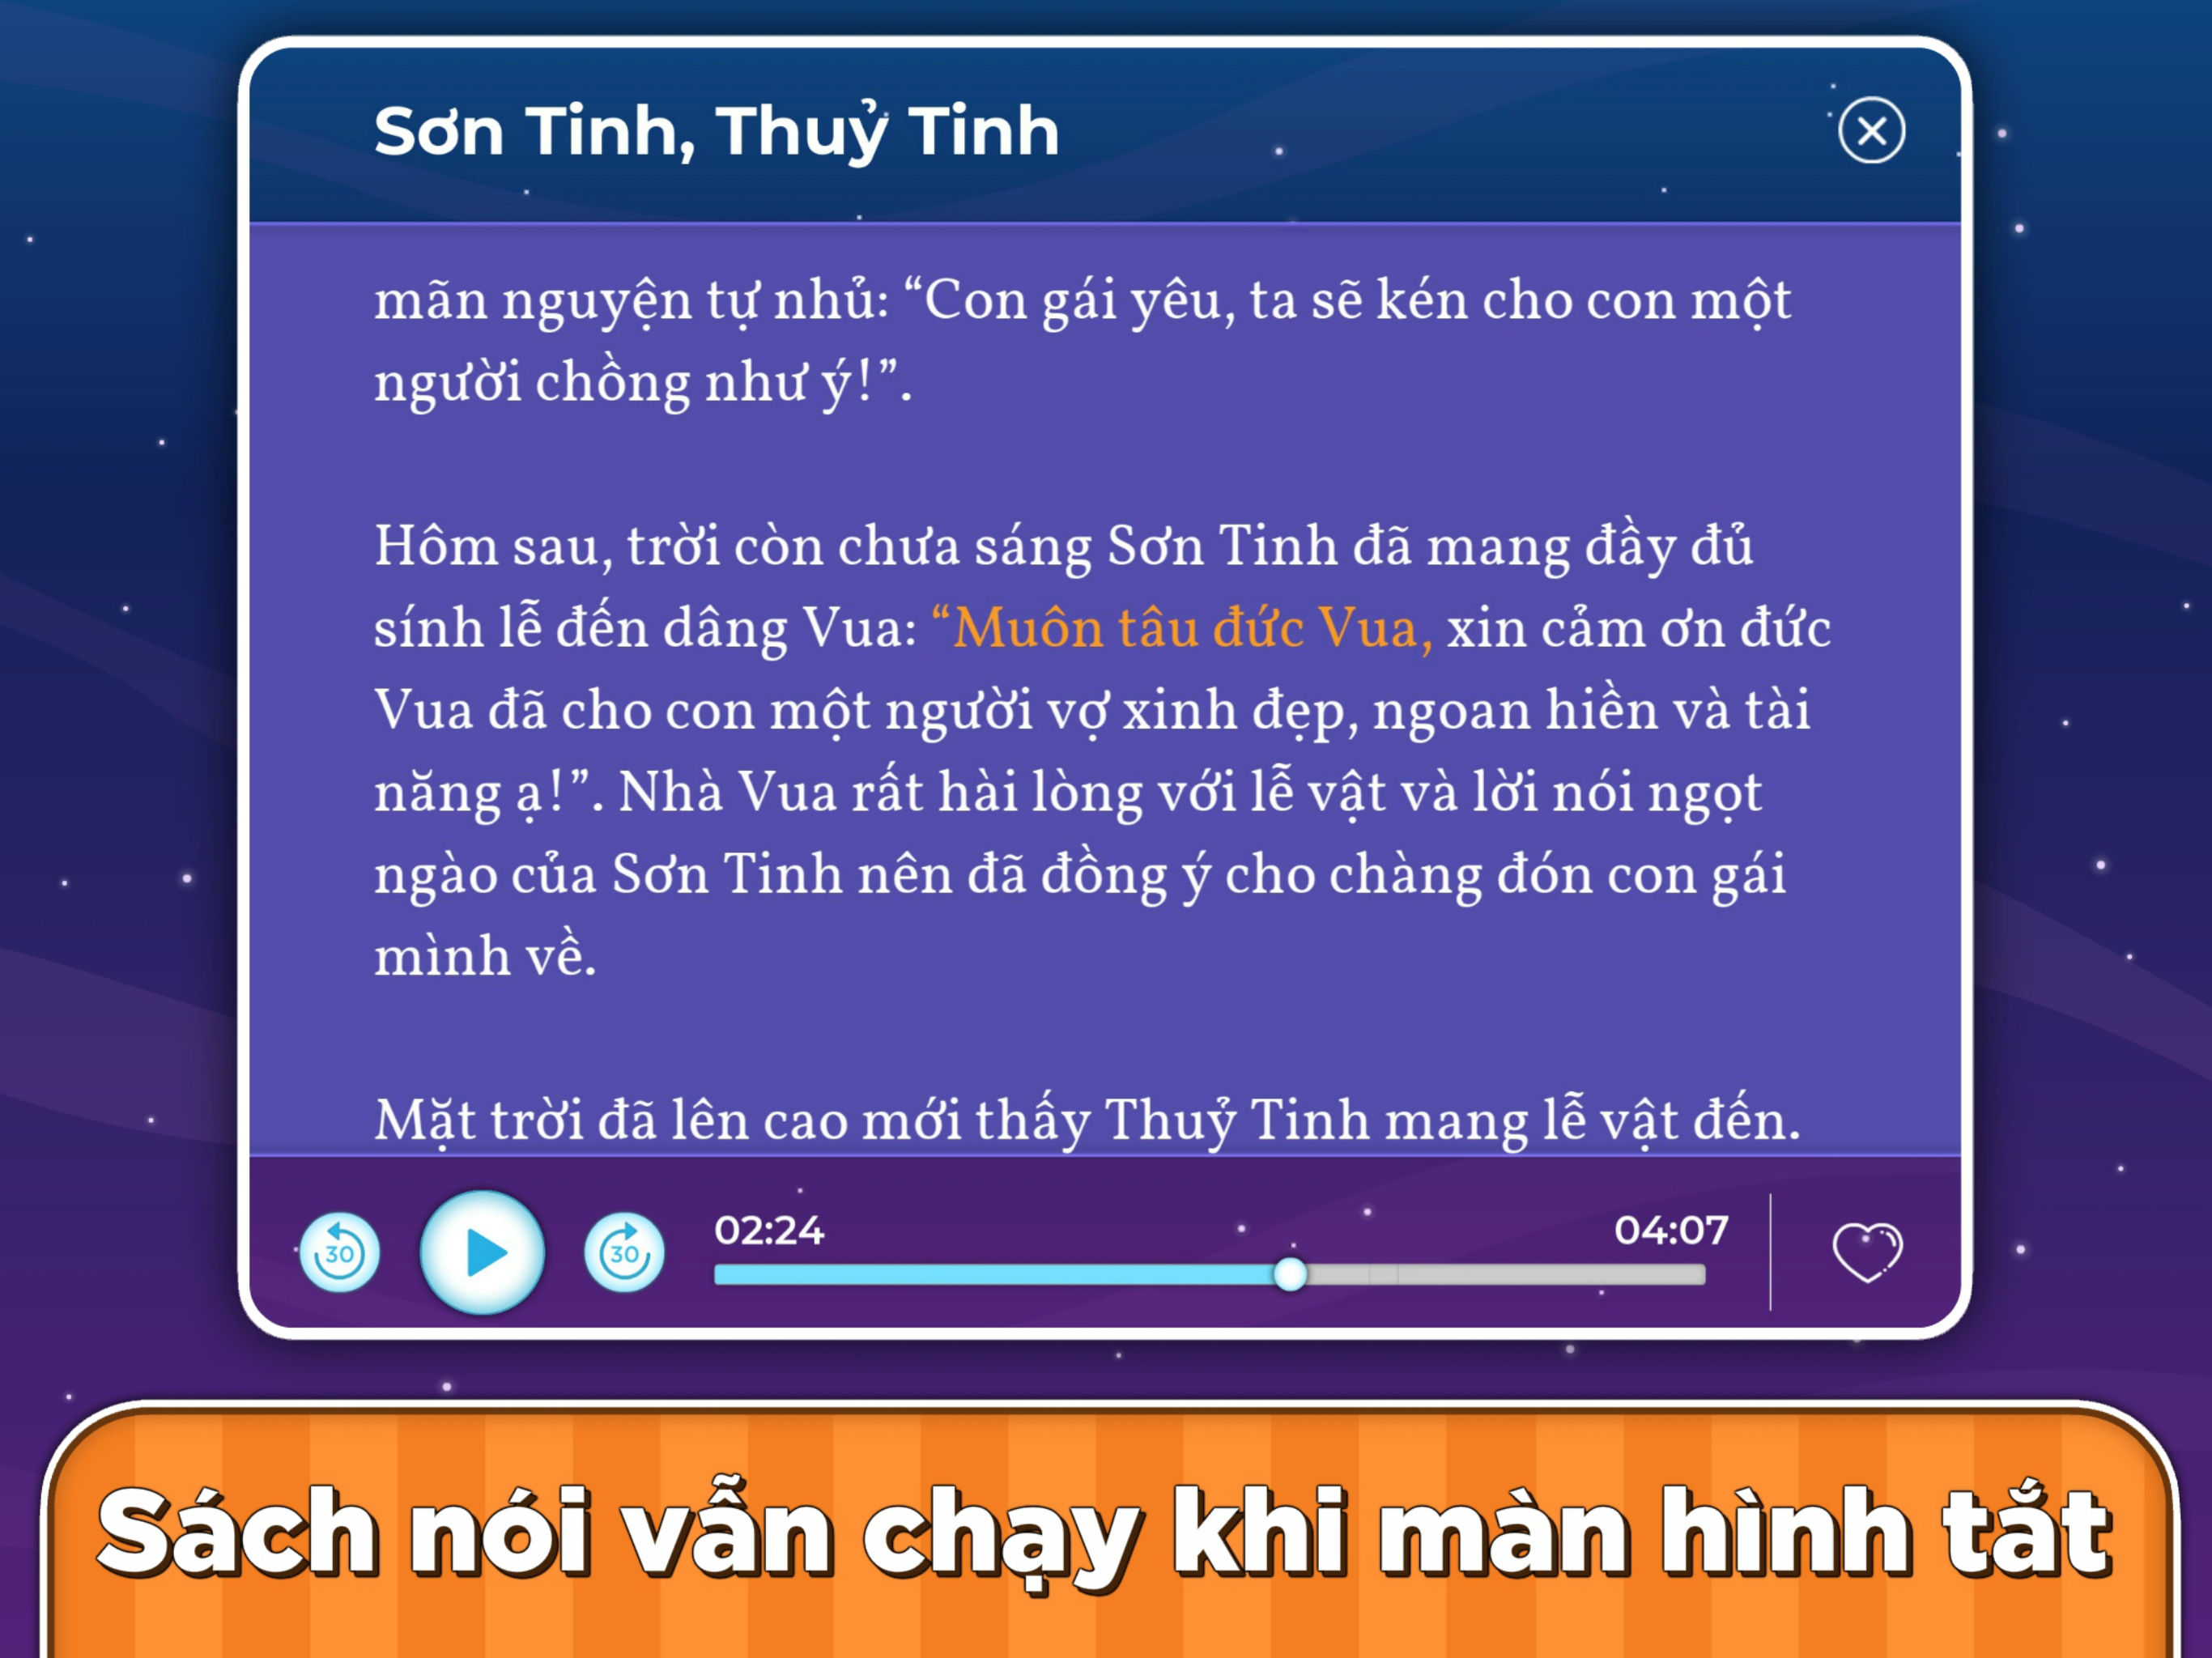 Sơn Tinh, Thuỷ Tinh
mãn nguyện tự nhủ: “Con gái yêu, ta sẽ kén cho con một
người chồng như ý!”.
Hôm sau, trời còn chưa sáng Sơn Tinh đã mang đầy đủ
sính lễ đến dâng Vua: “Muôn tâu đức Vua, xin cảm ơn đức
Vua đã cho con một người vợ xinh đẹp, ngoan hiền và tài
năng ạ!”. Nhà Vua rất hài lòng với lễ vật và lời nói ngọt
ngào của Sơn Tinh nên đã đồng ý cho chàng đón con gái
mình về.
Mặt trời đã lên cao mới thấy Thuỷ Tinh mang lễ vật đến.
30 30 02:24 04:07
Sách nói vẫn chạy khi màn hình tắt